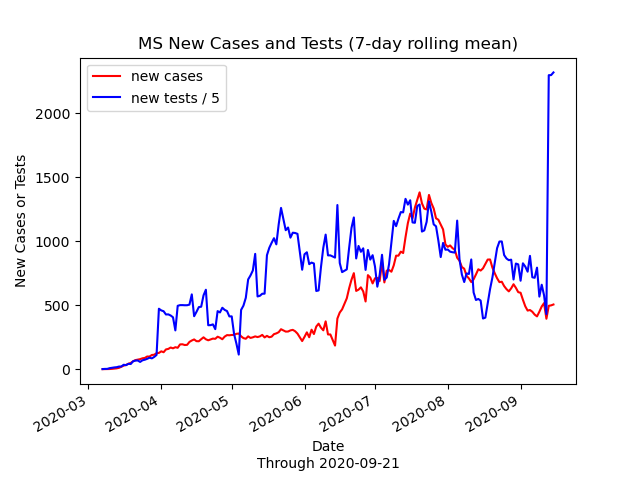 MS New Cases and Tests (7-day rolling mean)
new cases
new tests / 5
New Cases or Tests
2000
1500
1000
500
0
2020-03
2020-04
2020-05
2020-06
2020-07
2020-08
2020-09
Date
Through 2020-09-21